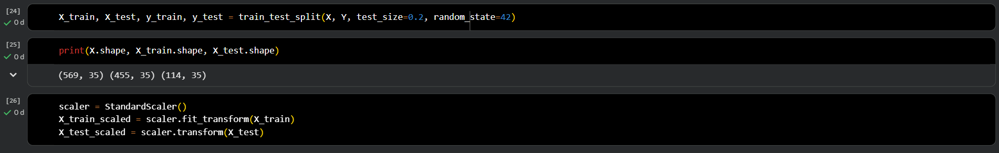 [24]
0 d
X_train, X_test, y_train, y_test = train_test_split(X, Y, test_size=0.2, random_state=42)
[25]
0 d
print(X.shape, X_train.shape, X_test.shape)
(569, 35) (455, 35) (114, 35)
[26]
0 d
scaler = StandardScaler()
X_train_scaled = scaler.fit_transform(X_train)
X_test_scaled = scaler.transform(X_test)